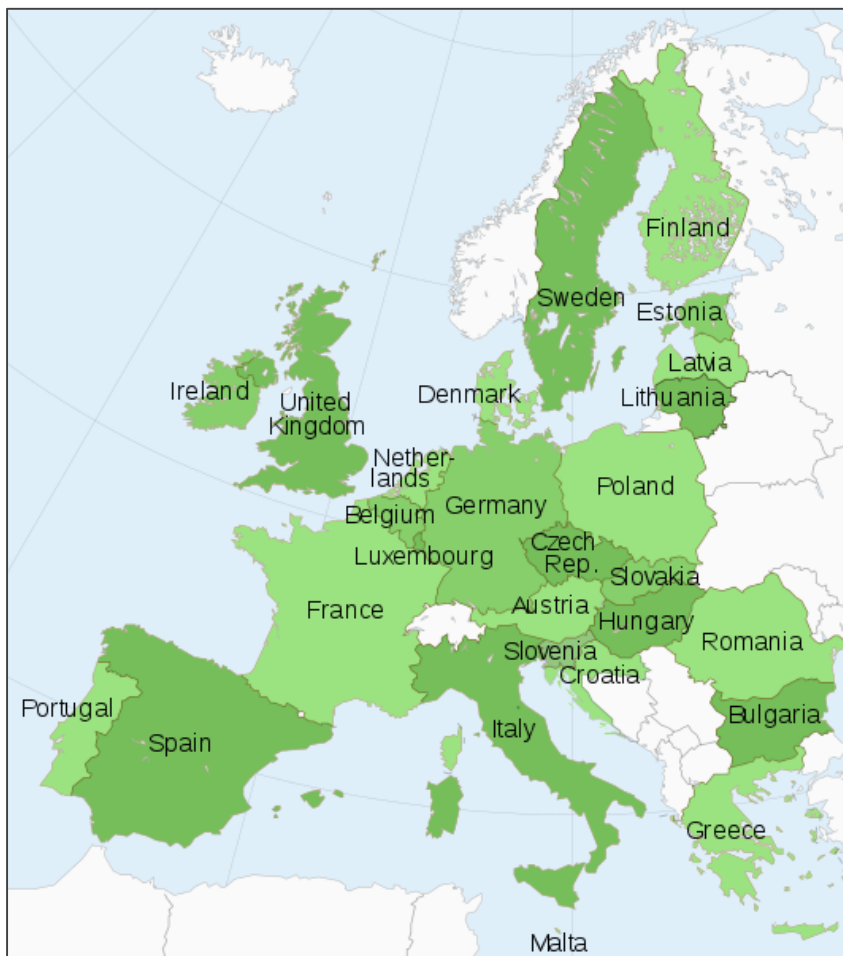 Finland
Sweden
Estonia
Latvia
Lithuania
Denmark
Ireland
United
Kingdom
Nether-
lands
Poland
Belgium
Germany
Czech
Rep.
Luxembourg
Slovakia
France
Austria
Hungary
Romania
Slovenia
Croatia
Portugal
Spain
Italy
Bulgaria
Greece
Malta